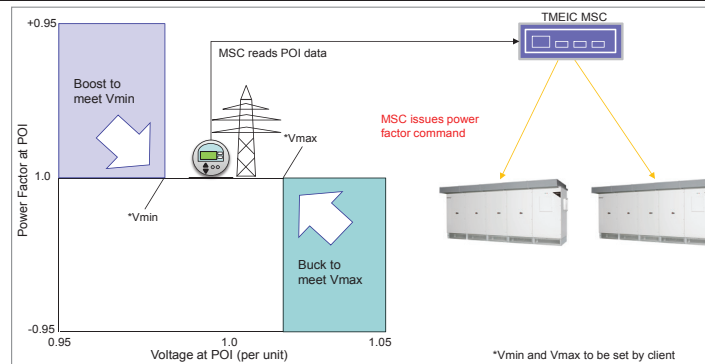 TMEIC MSC
+0.95
MSC reads POI data
Boost to
meet Vmin
MSC issues power
factor command
*Vmax
Power Factor at POI
1.0
*Vmin
Buck to
meet Vmax
-0.95
0.95
1.0
1.05
Voltage at POI (per unit)
*Vmin and Vmax to be set by client